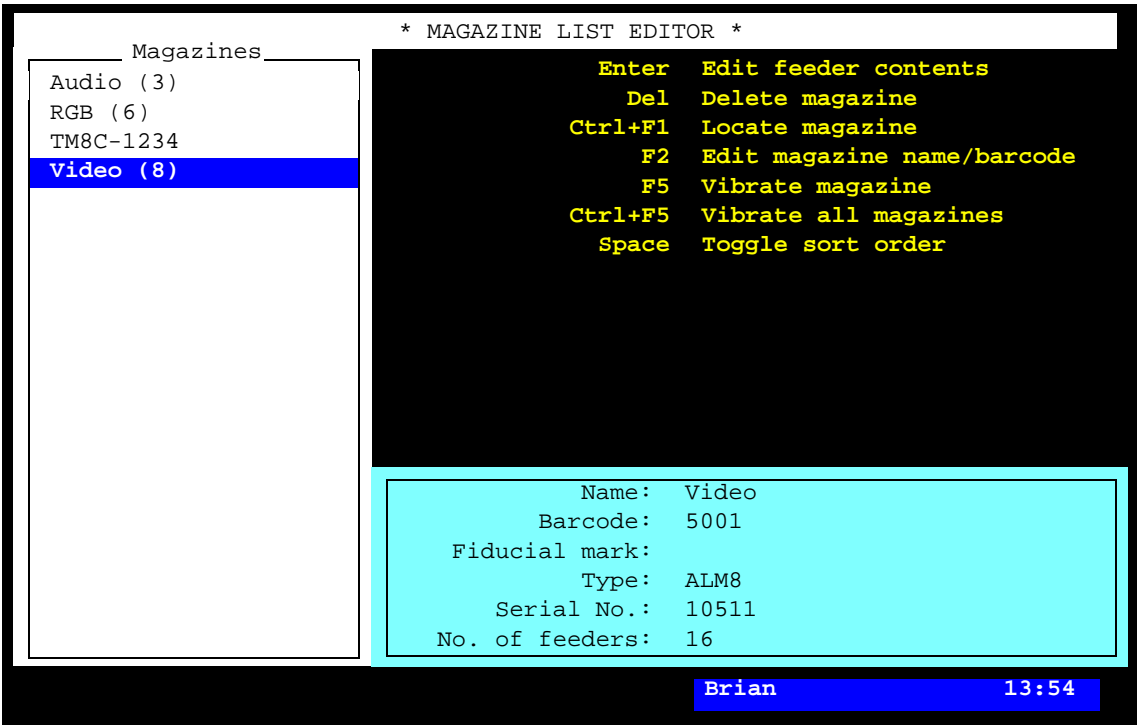 * MAGAZINE LIST EDITOR *
Magazines
Audio (3)
RGB (6)
TM8C-1234
Video (8)
Enter Edit feeder contents
Del Delete magazine
Ctrl+F1 Locate magazine
F2 Edit magazine name/barcode
F5 Vibrate magazine
Ctrl+F5 Vibrate all magazines
Space Toggle sort order
Name: Video
Barcode: 5001
Fiducial mark:
Type: ALM8
Serial No.: 10511
No. of feeders: 16
Brian 13:54